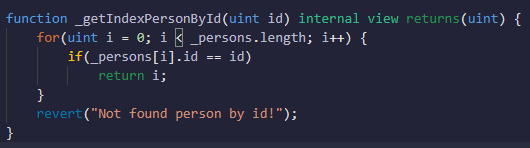 function _getIndexPersonById(uint id) internal view returns(uint) {
    for(uint i = 0; i < _persons.length; i++) {
        if(_persons[i].id == id)
            return i;
    }
    revert("Not found person by id!");
}